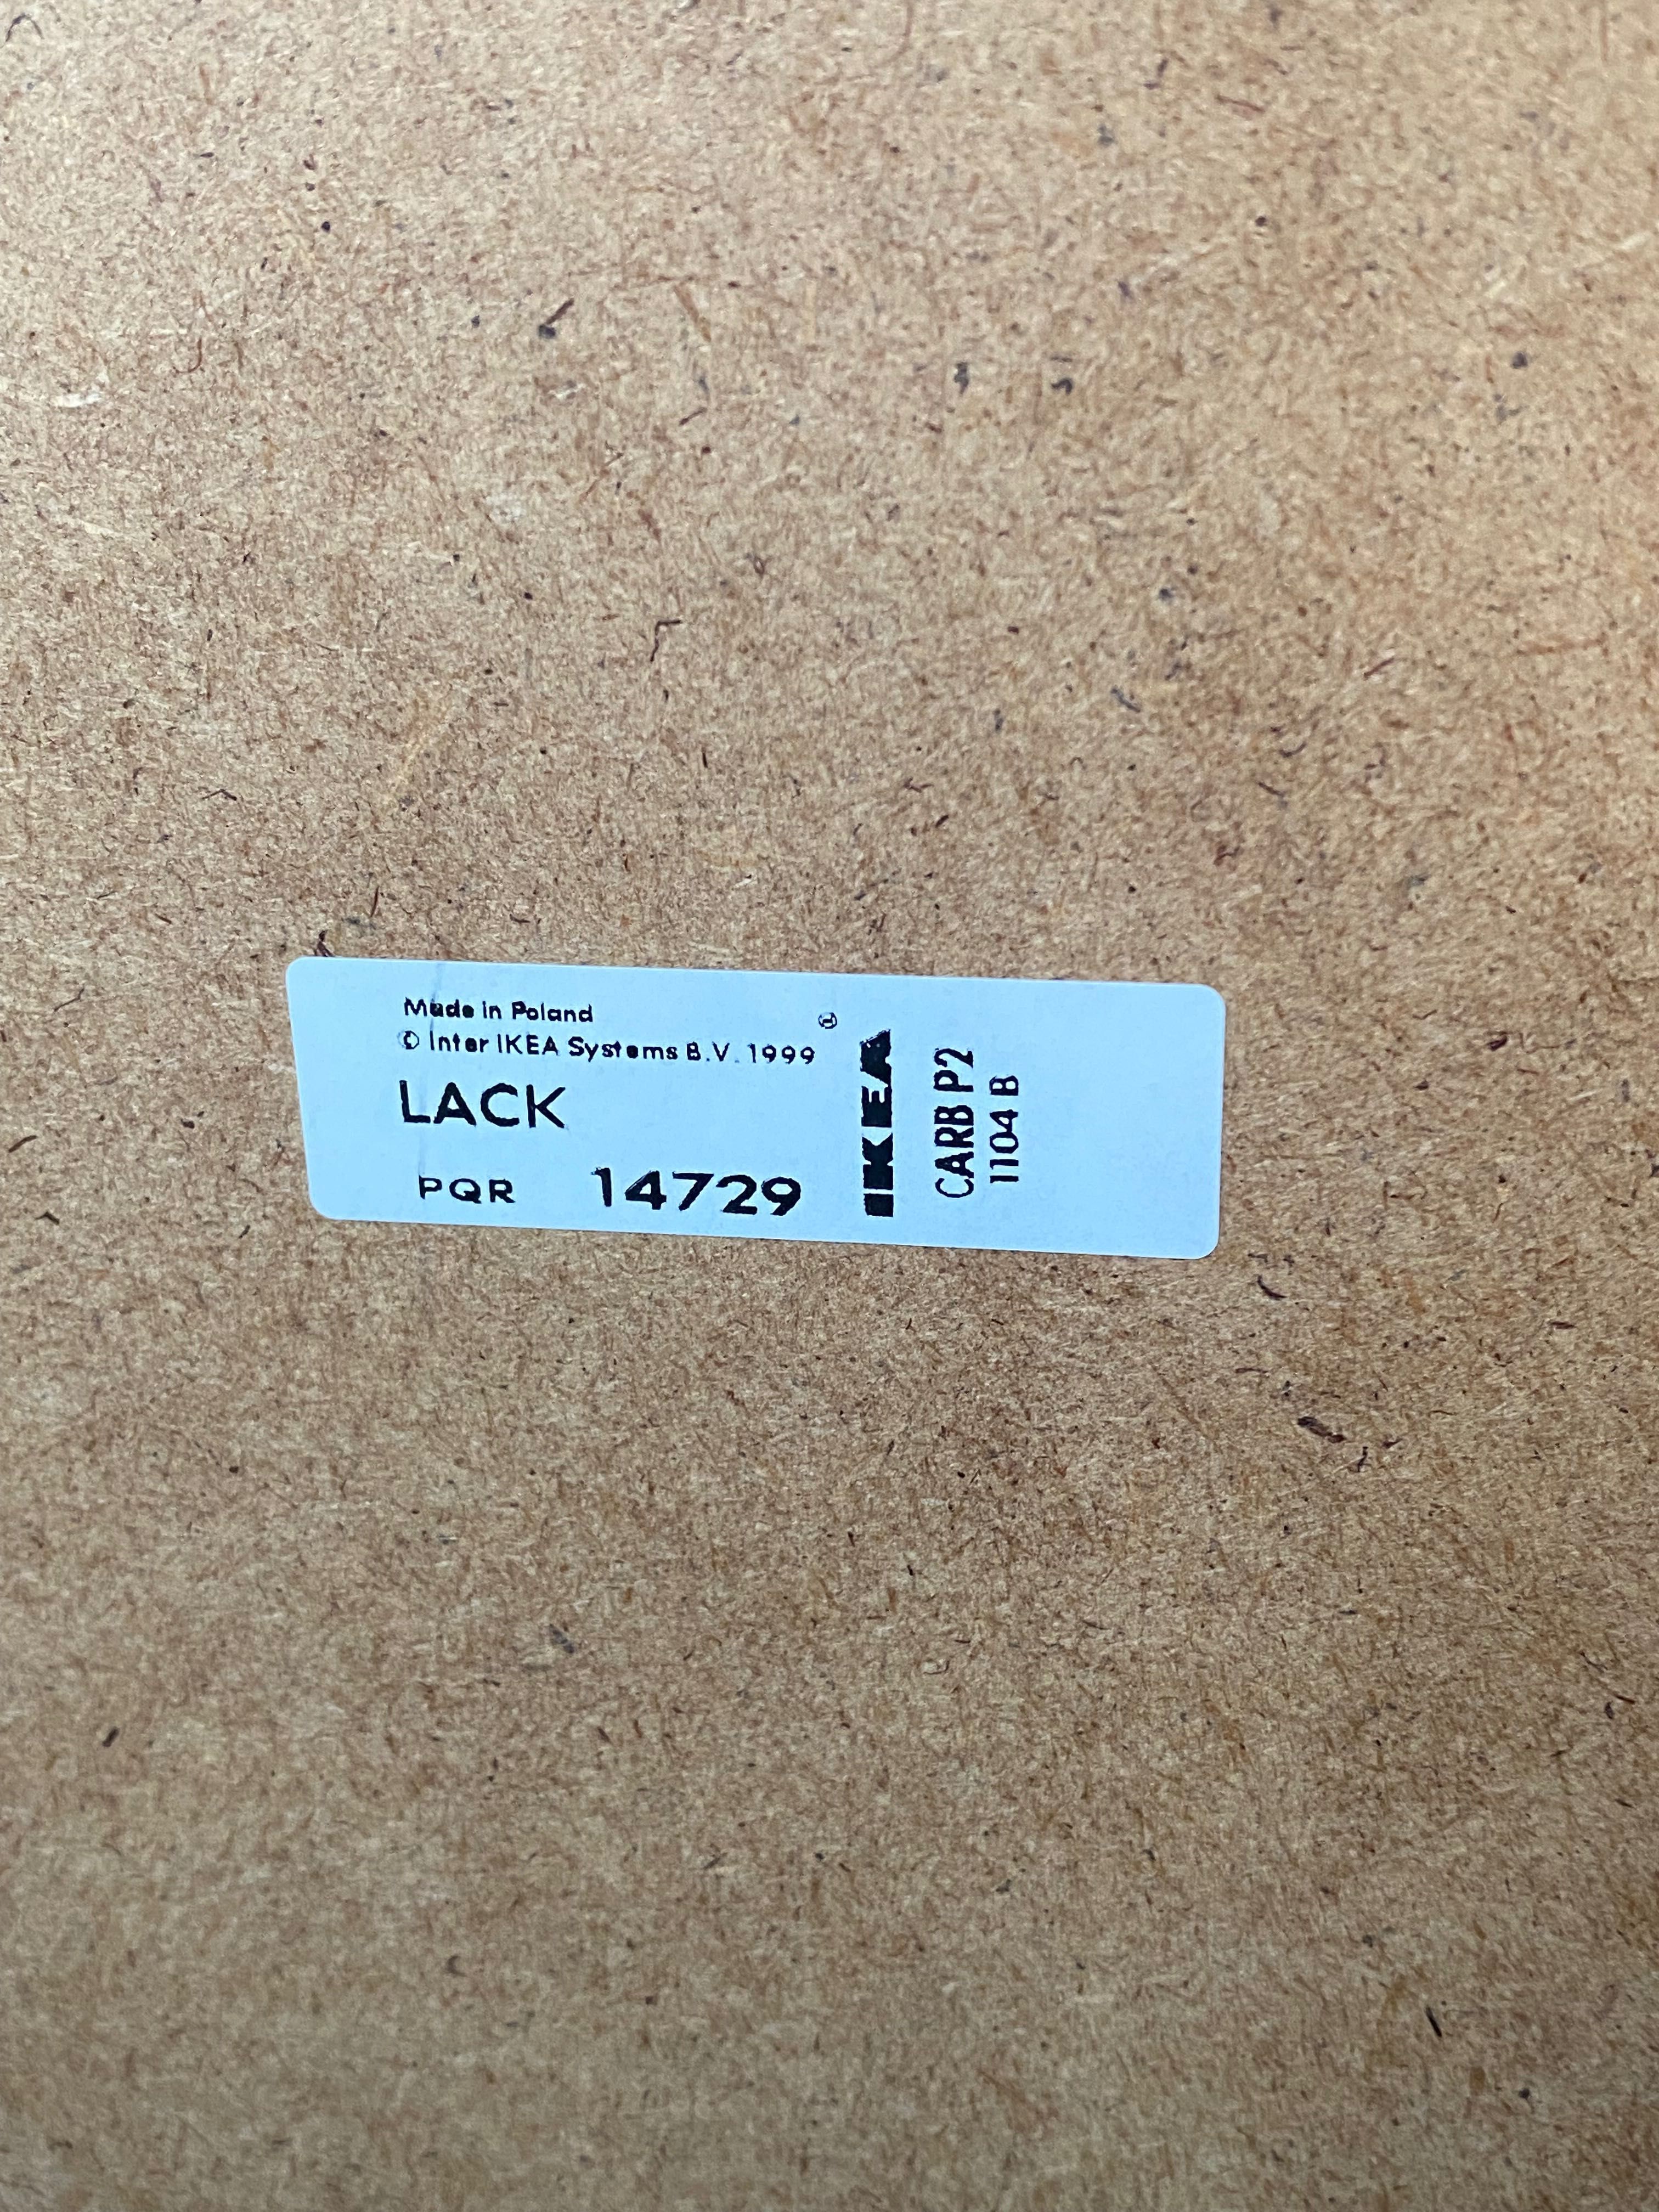 Made in Poland
© Inter IKEA Systems B.V. 1999
LACK
PQR 14729
®
IKEA
CARB P2
1104 B